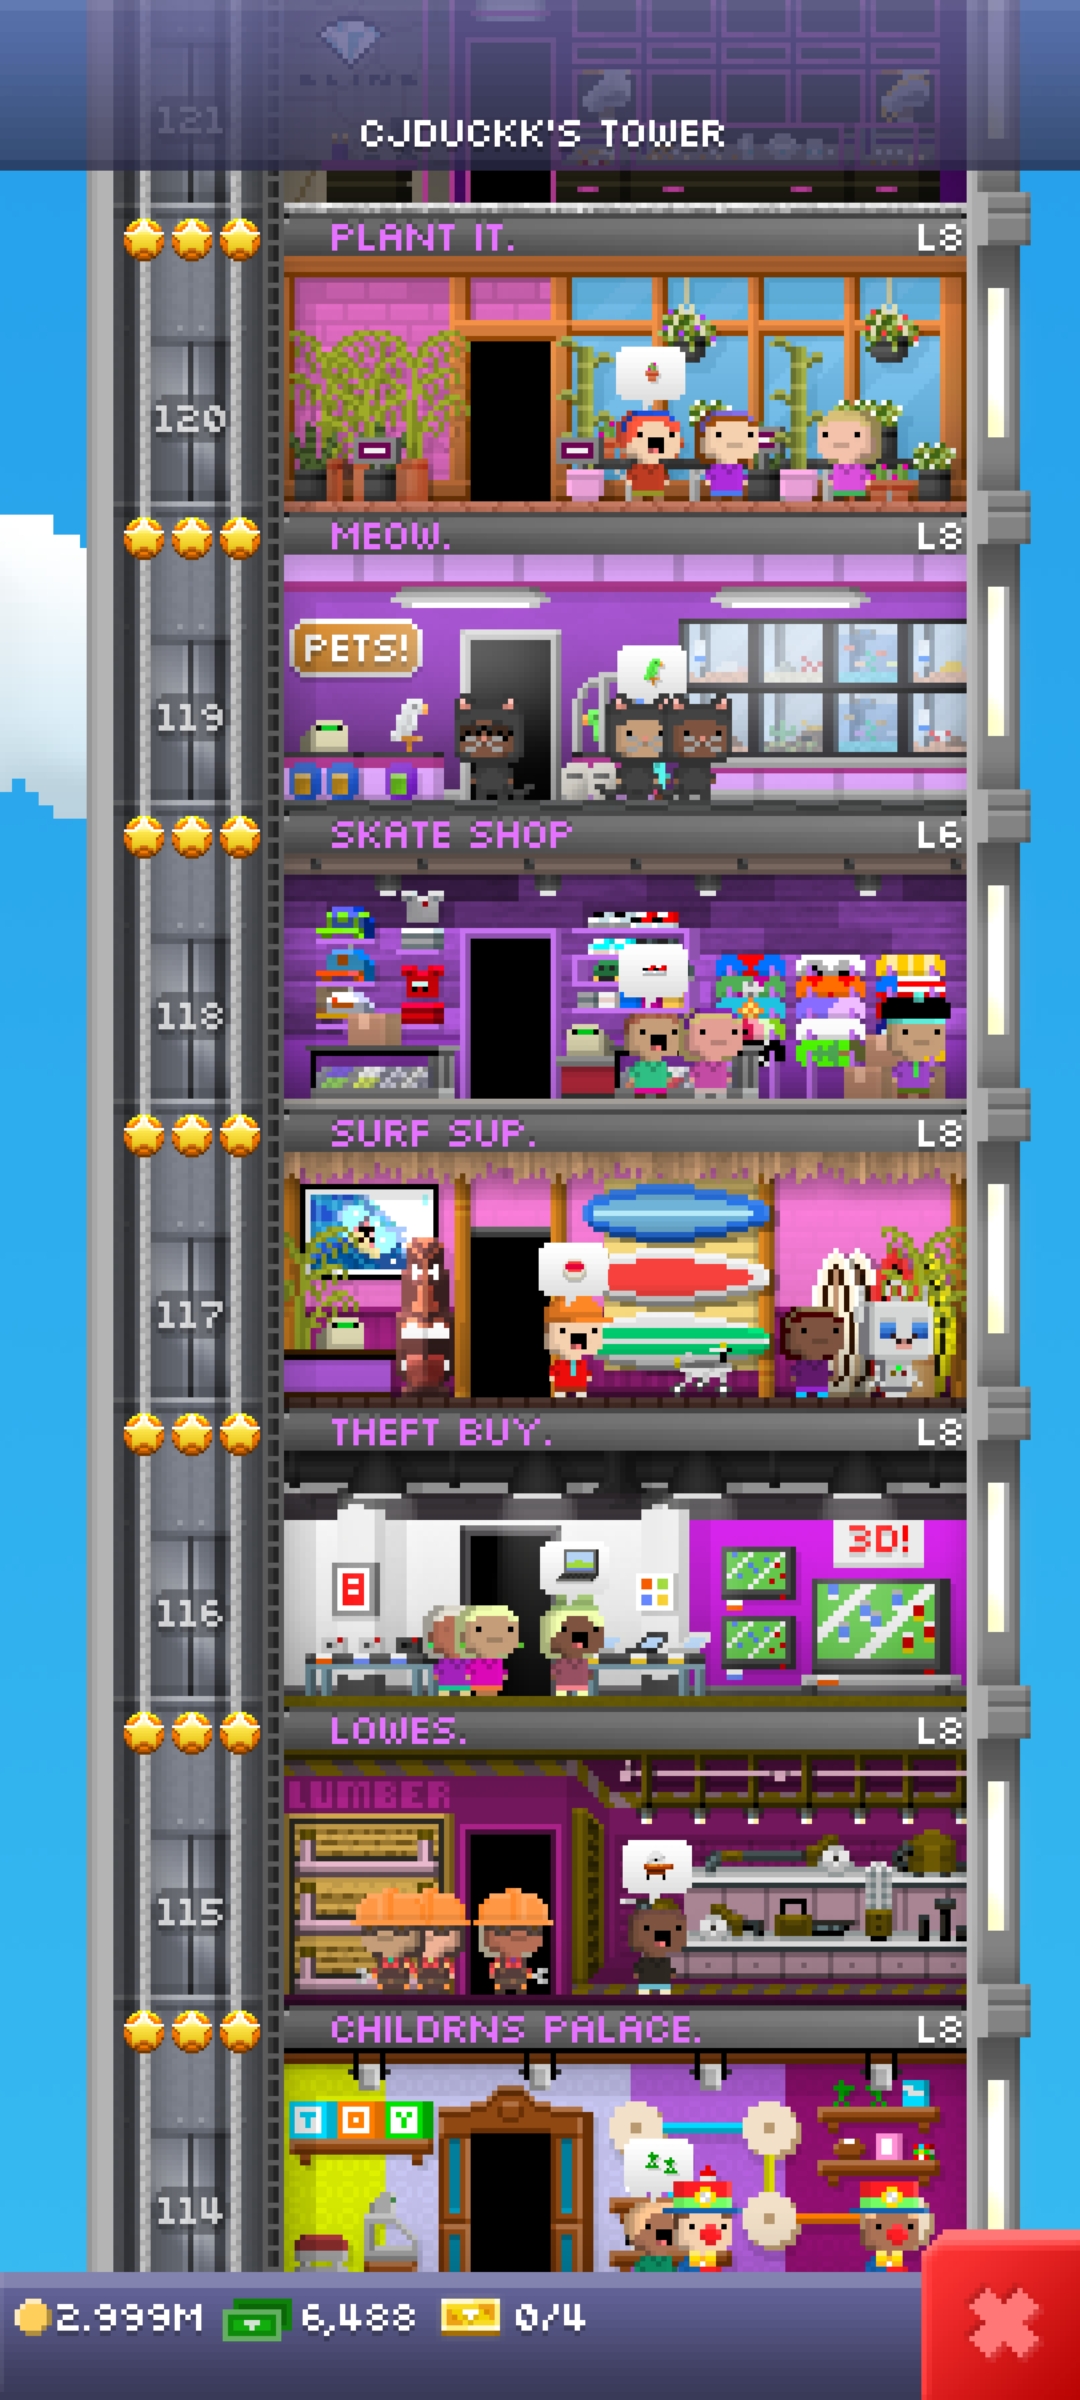 121
BLING
CJDUCKK'S TOWER
PLANT IT. L8
120
MEOW. L8
PETS!
119
SKATE SHOP L6
118
SURF SUP. L8
117
THEFT BUY. L8
3D!
8
116
LOWES. L8
LUMBER
115
CHILDRNS PALACE. L8
TOY
114
2.999M 6,488 0/4